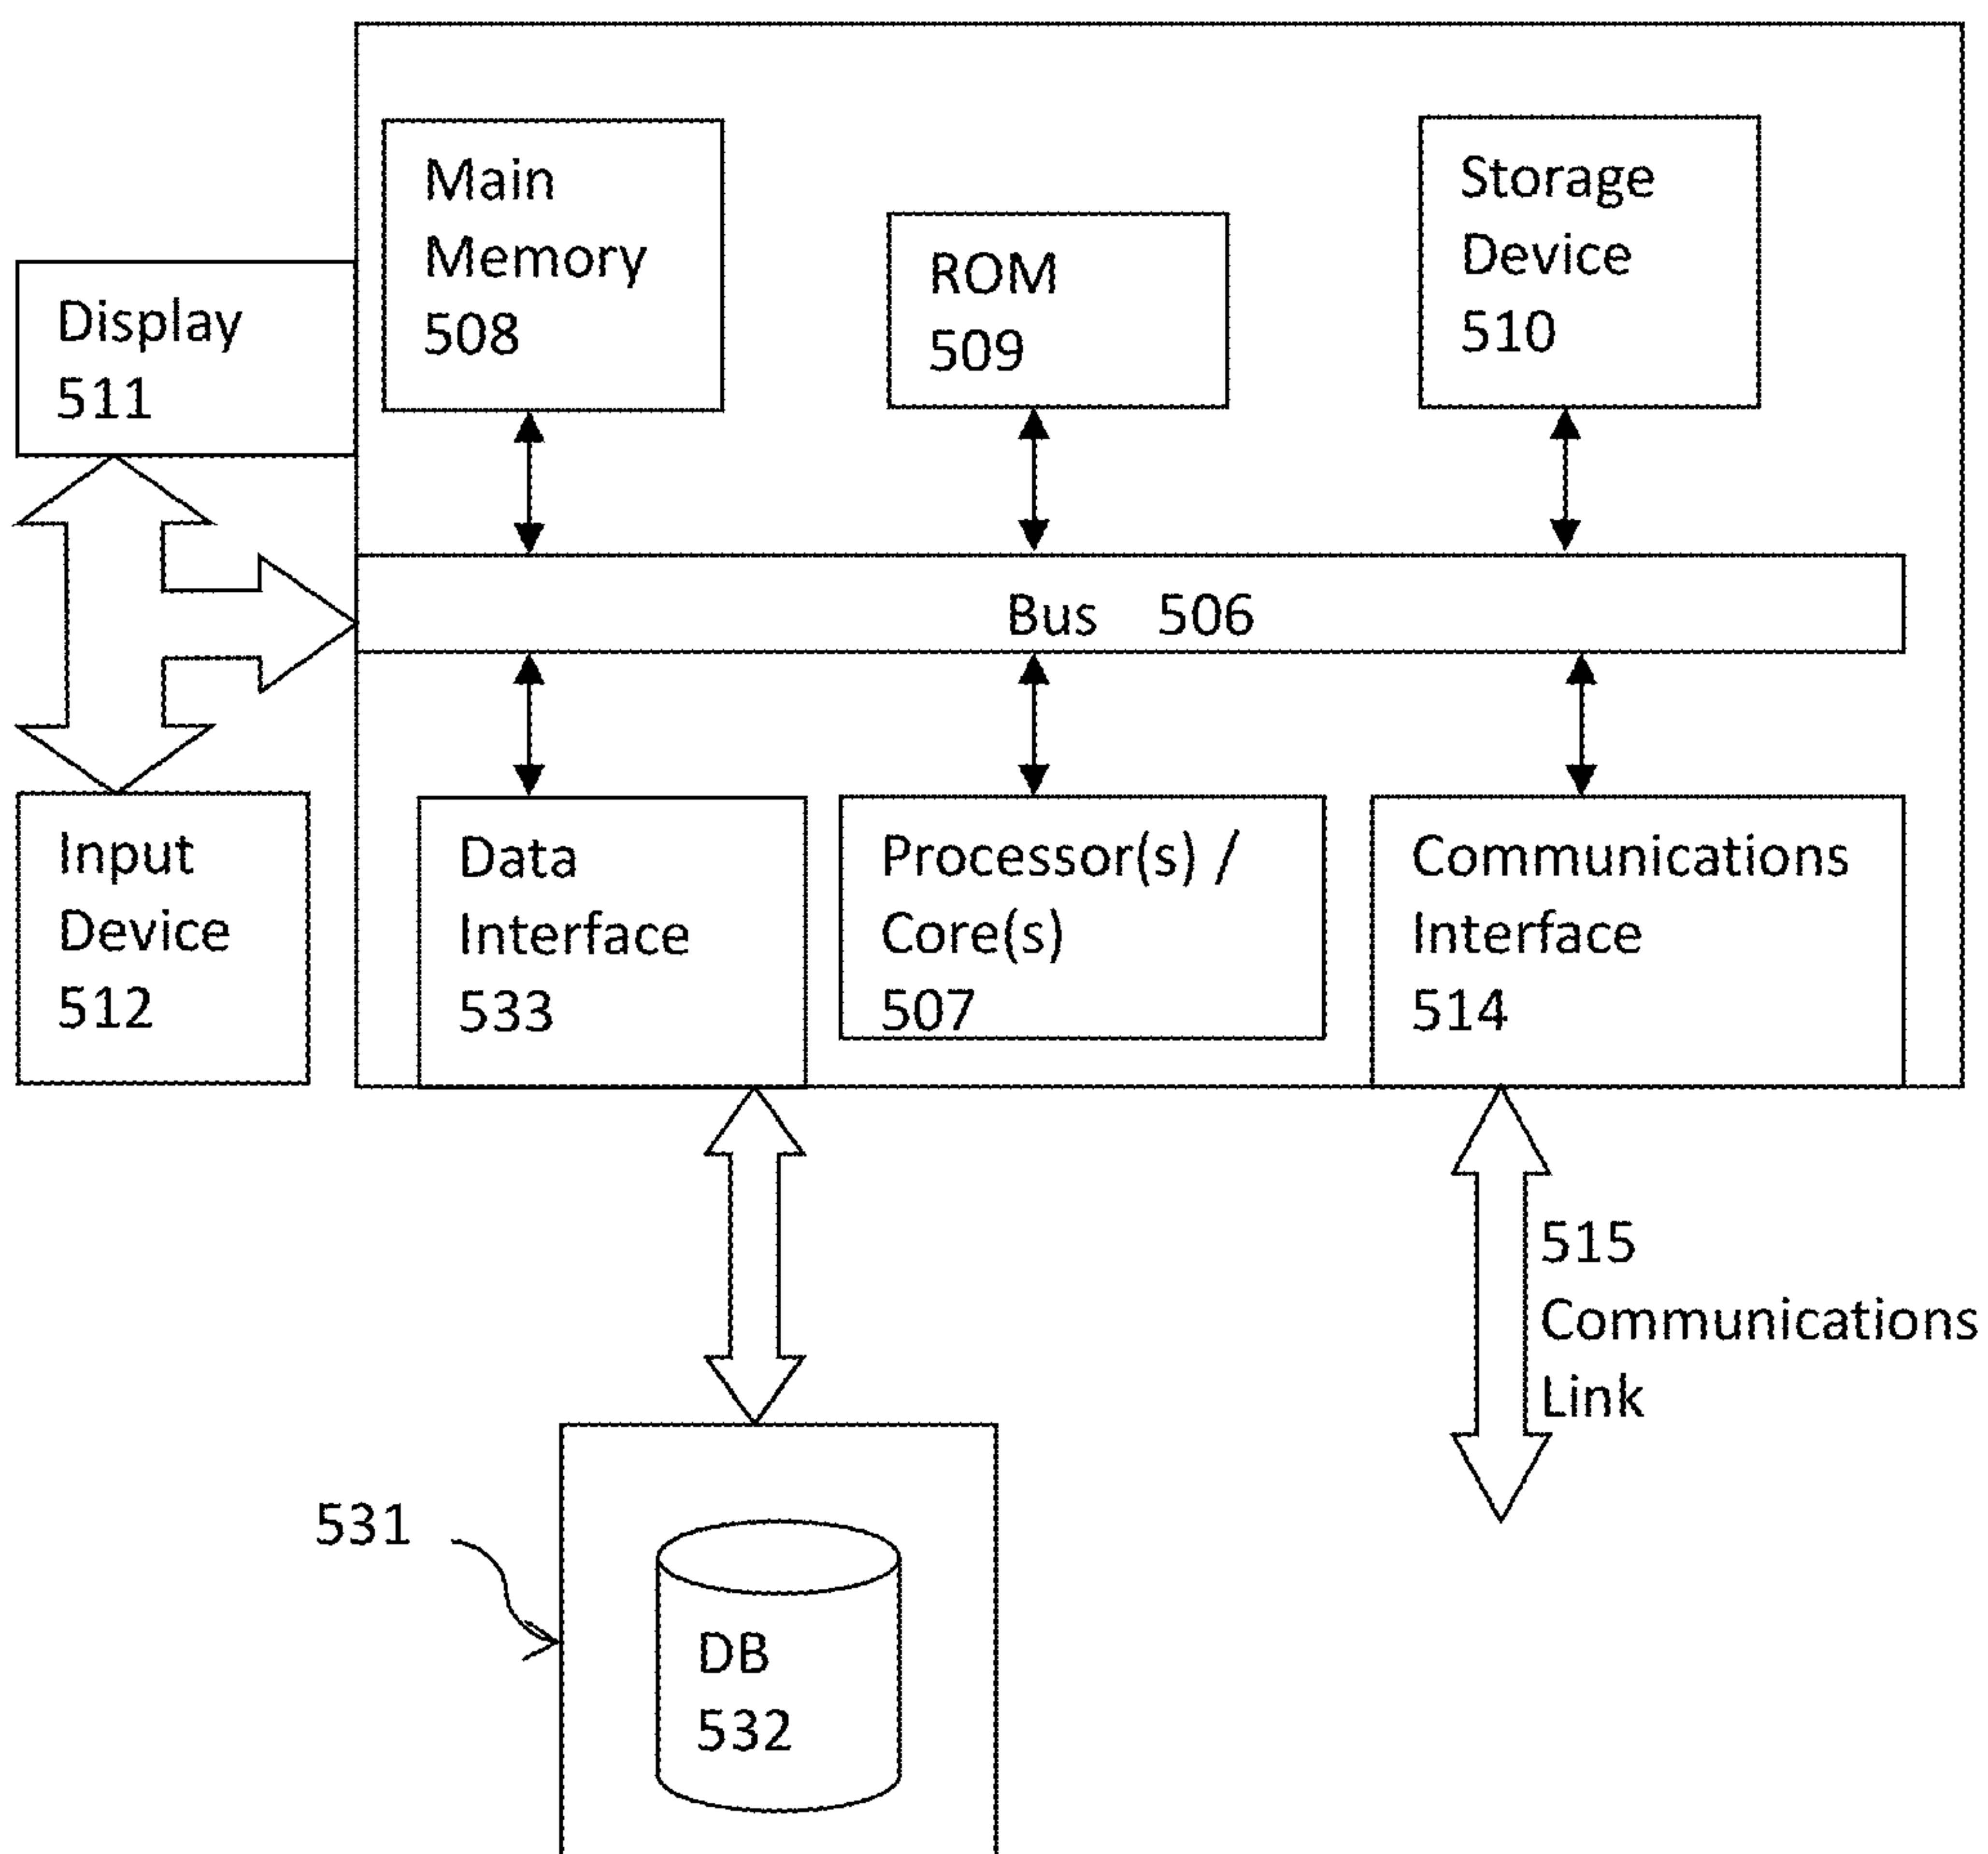 Main
Memory
508
ROM
509
Storage
Device
510
Display
511
Bus 506
Input
Device
512
Data
Interface
533
Processor(s) /
Core(s)
507
Communications
Interface
514
515
Communications
Link
531
DB
532